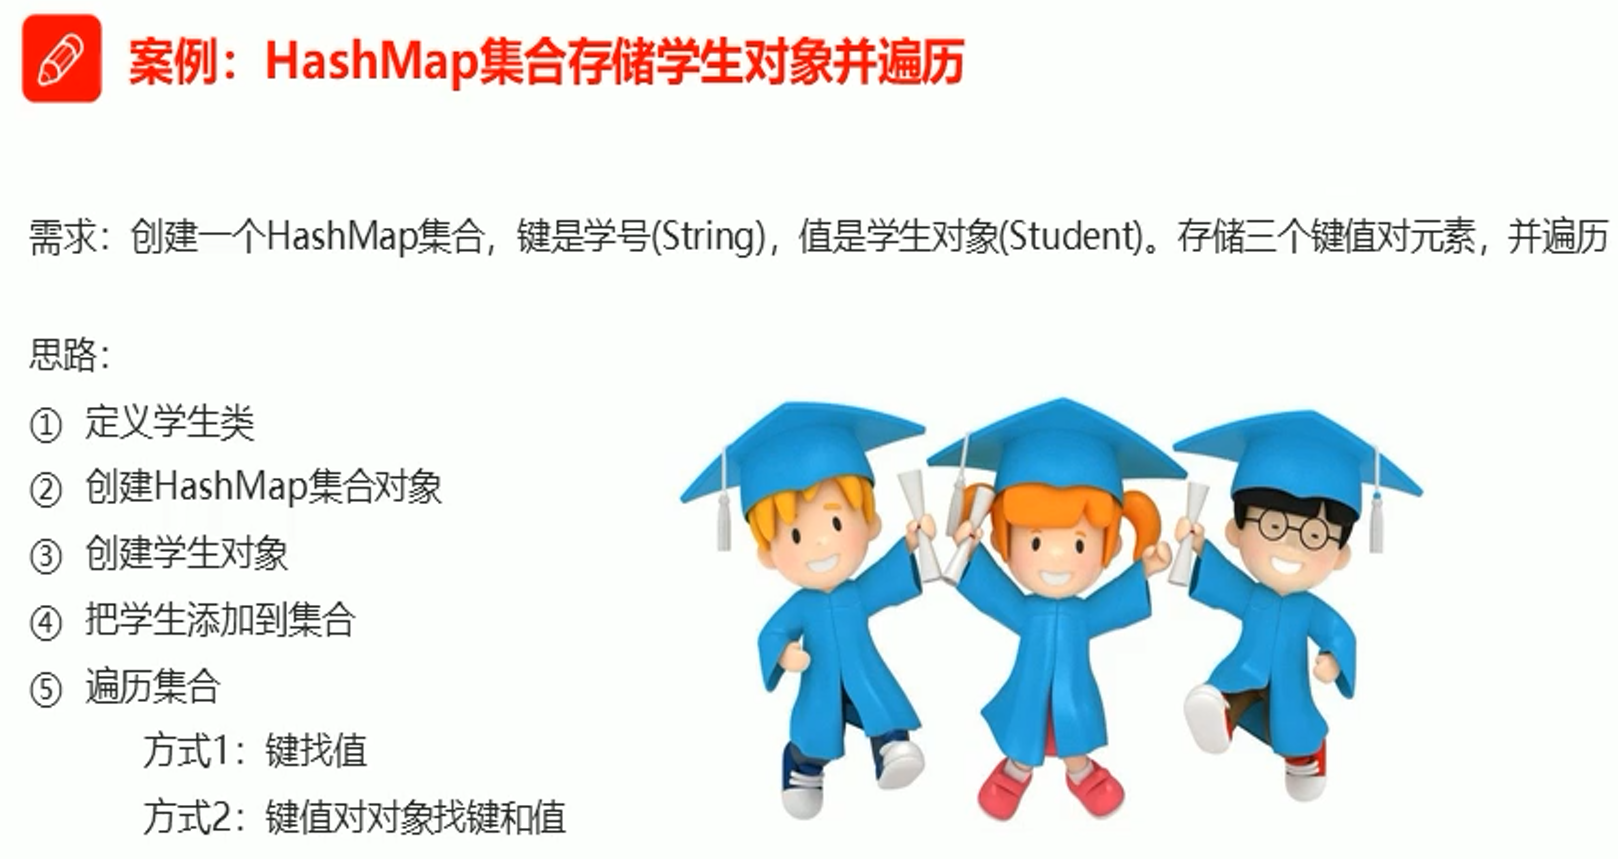 案例：HashMap集合存储学生对象并遍历
需求：创建一个HashMap集合，键是学号(String)，值是学生对象(Student)。存储三个键值对元素，并遍历
思路：
① 定义学生类
② 创建HashMap集合对象
③ 创建学生对象
④ 把学生添加到集合
⑤ 遍历集合
方式1：键找值
方式2：键值对对象找键和值